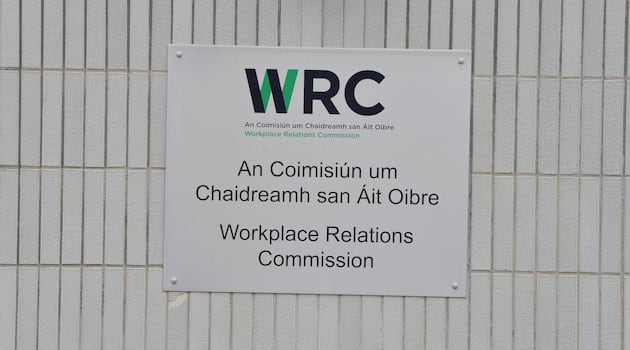 WRC
An Coimisiún um Chaidreamh san Áit Oibre
Workplace Relations Commission
An Coimisiún um
Chaidreamh san Áit Oibre
Workplace Relations
Commission